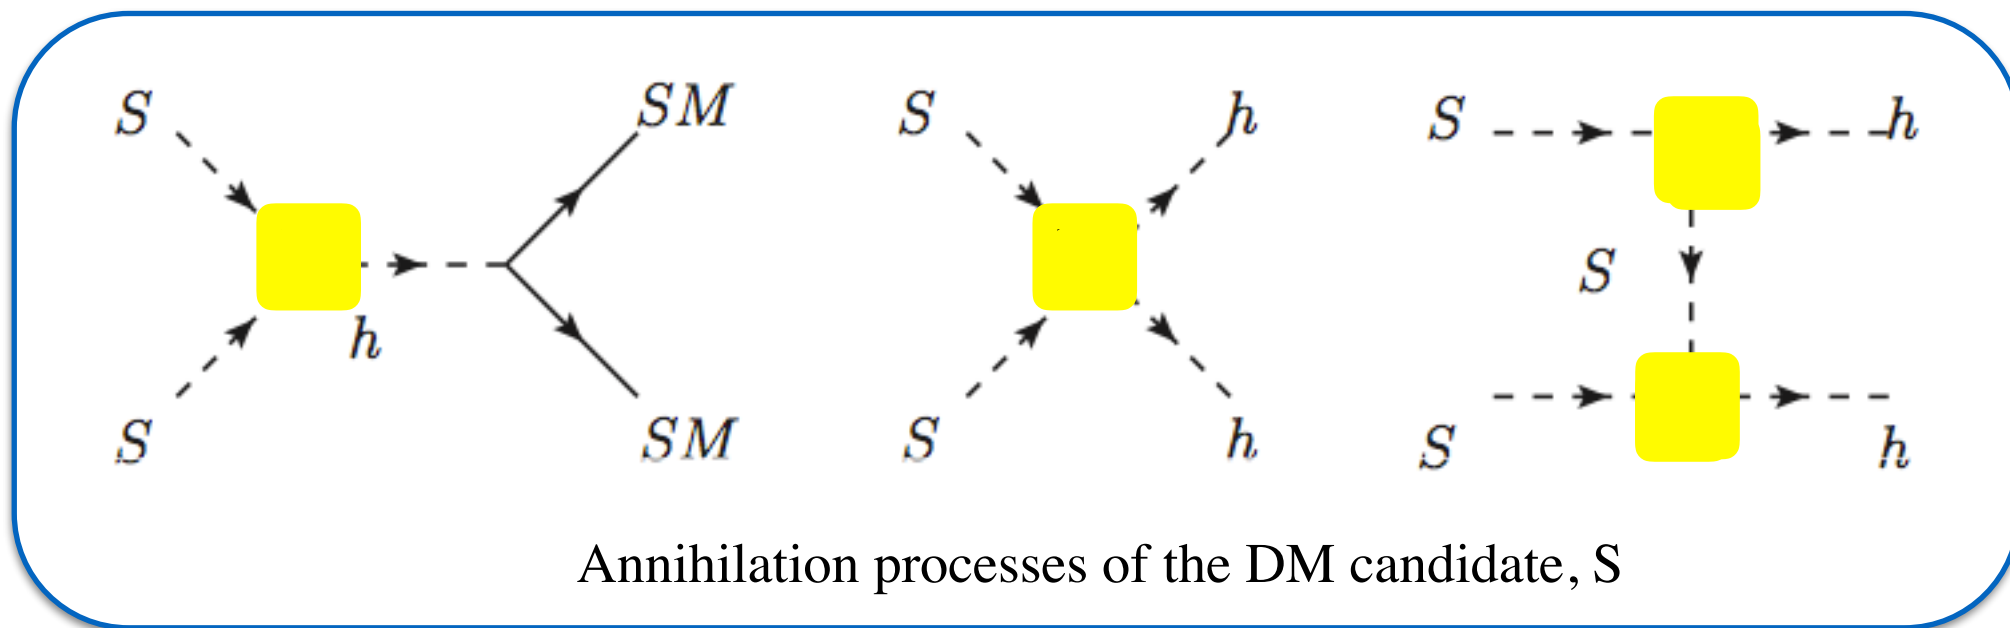 S SM S h S h
S
h
S SM S h S h
Annihilation processes of the DM candidate, S